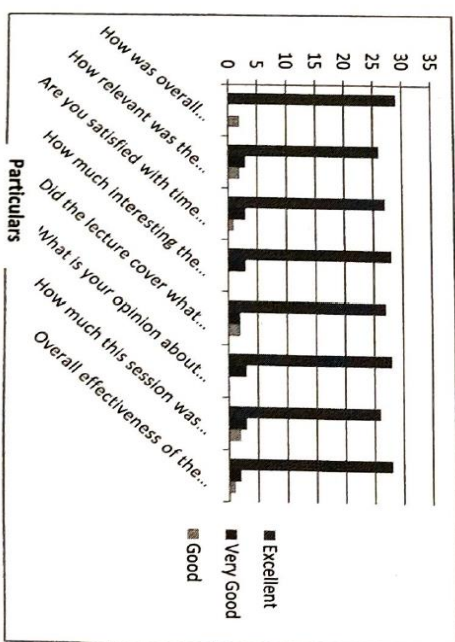 35
30
25
20
15
10
5
0
How was overall...
How relevant was the...
Are you satisfied with time...
How much interesting the...
Did the lecture cover what...
What is your opinion about...
How much this session was...
Overall effectiveness of the...
Particulars
Excellent
Very Good
Good